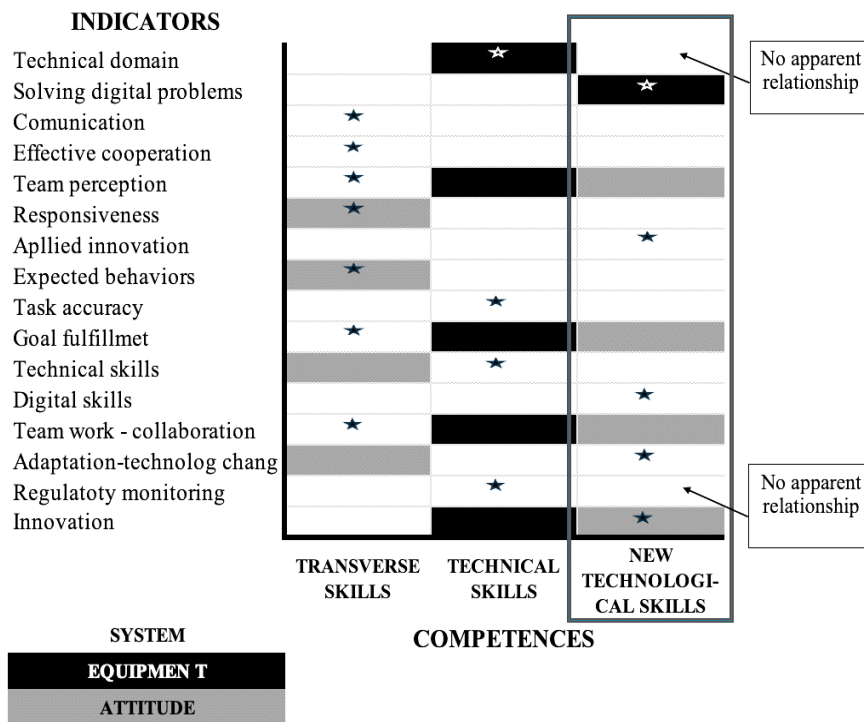 INDICATORS
Technical domain
Solving digital problems
Comunication
Effective cooperation
Team perception
Responsiveness
Apllied innovation
Expected behaviors
Task accuracy
Goal fulfillmet
Technical skills
Digital skills
Team work - collaboration
Adaptation-technolog chang
Regulatoty monitoring
Innovation
No apparent
relationship
No apparent
relationship
TRANSVERSE
SKILLS
TECHNICAL
SKILLS
NEW
TECHNOLOGI-
CAL SKILLS
COMPETENCES
SYSTEM
EQUIPMEN T
ATTITUDE